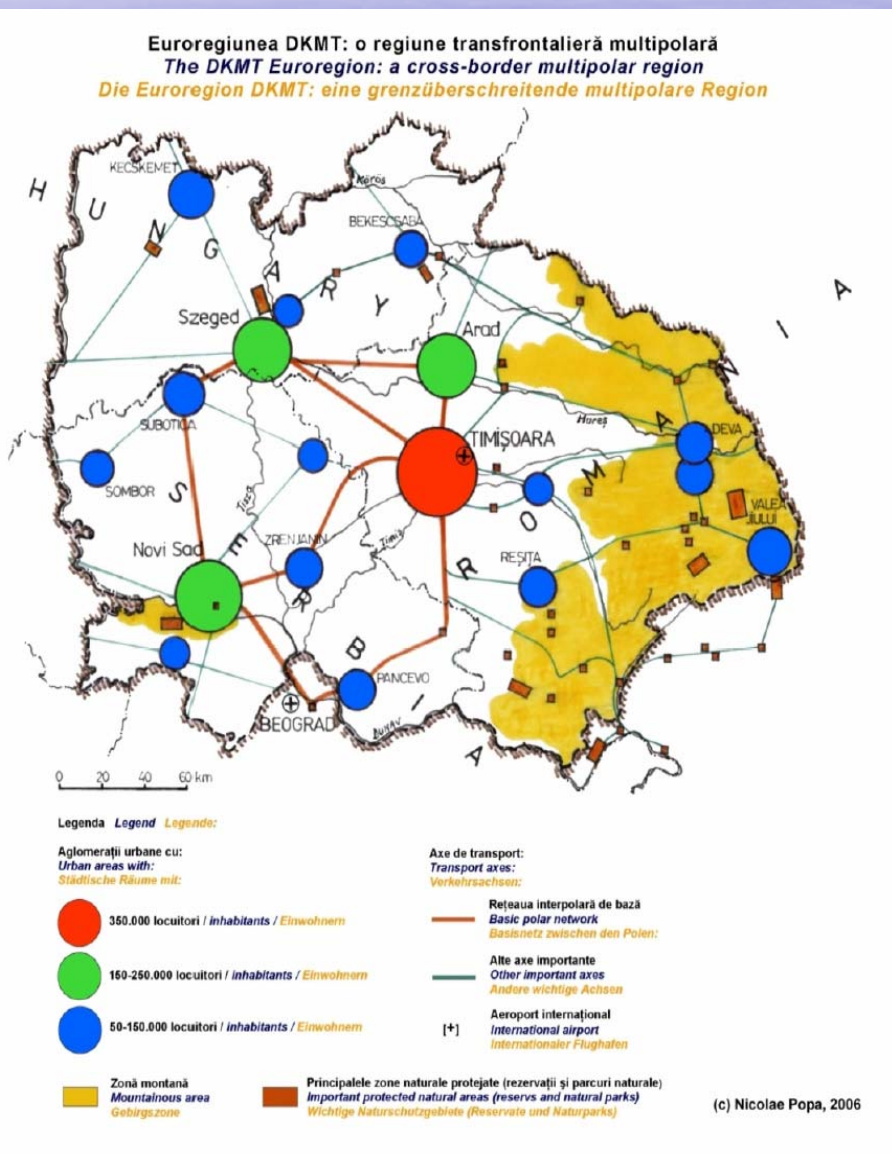 Euroregiunea DKMT: o regiune transfrontalieră multipolară
The DKMT Euroregion: a cross-border multipolar region
Die Euroregion DKMT: eine grenzüberschreitende multipolare Region
KECSKEMET
HUNGARY
Körös
BEKESCSABA
Szeged
Arad
ROMANIA
SUBOTICA
Mureş
TIMIŞOARA
DEVA
SOMBOR
SERBIA
Tisza
VALEA
JIULUI
Novi Sad
ZRENJANIN
Timiş
REŞIŢA
PANCEVO
BEOGRAD
DUNAV
0 20 40 60 km
Legenda Legend Legende:
Aglomeraţii urbane cu:
Urban areas with:
Städtische Räume mit:
350.000 locuitori / inhabitants / Einwohnern
150-250.000 locuitori / inhabitants / Einwohnern
50-150.000 locuitori / inhabitants / Einwohnern
Axe de transport:
Transport axes:
Verkehrsachsen:
Reţeaua interpolară de bază
Basic polar network
Basisnetz zwischen den Polen:
Alte axe importante
Other important axes
Andere wichtige Achsen
[+]
Aeroport internaţional
International airport
Internationaler Flughafen
Zonă montană
Mountainous area
Gebirgszone
Principalele zone naturale protejate (rezervaţii şi parcuri naturale)
Important protected natural areas (reservs and natural parks)
Wichtige Naturschutzgebiete (Reservate und Naturparks)
(c) Nicolae Popa, 2006